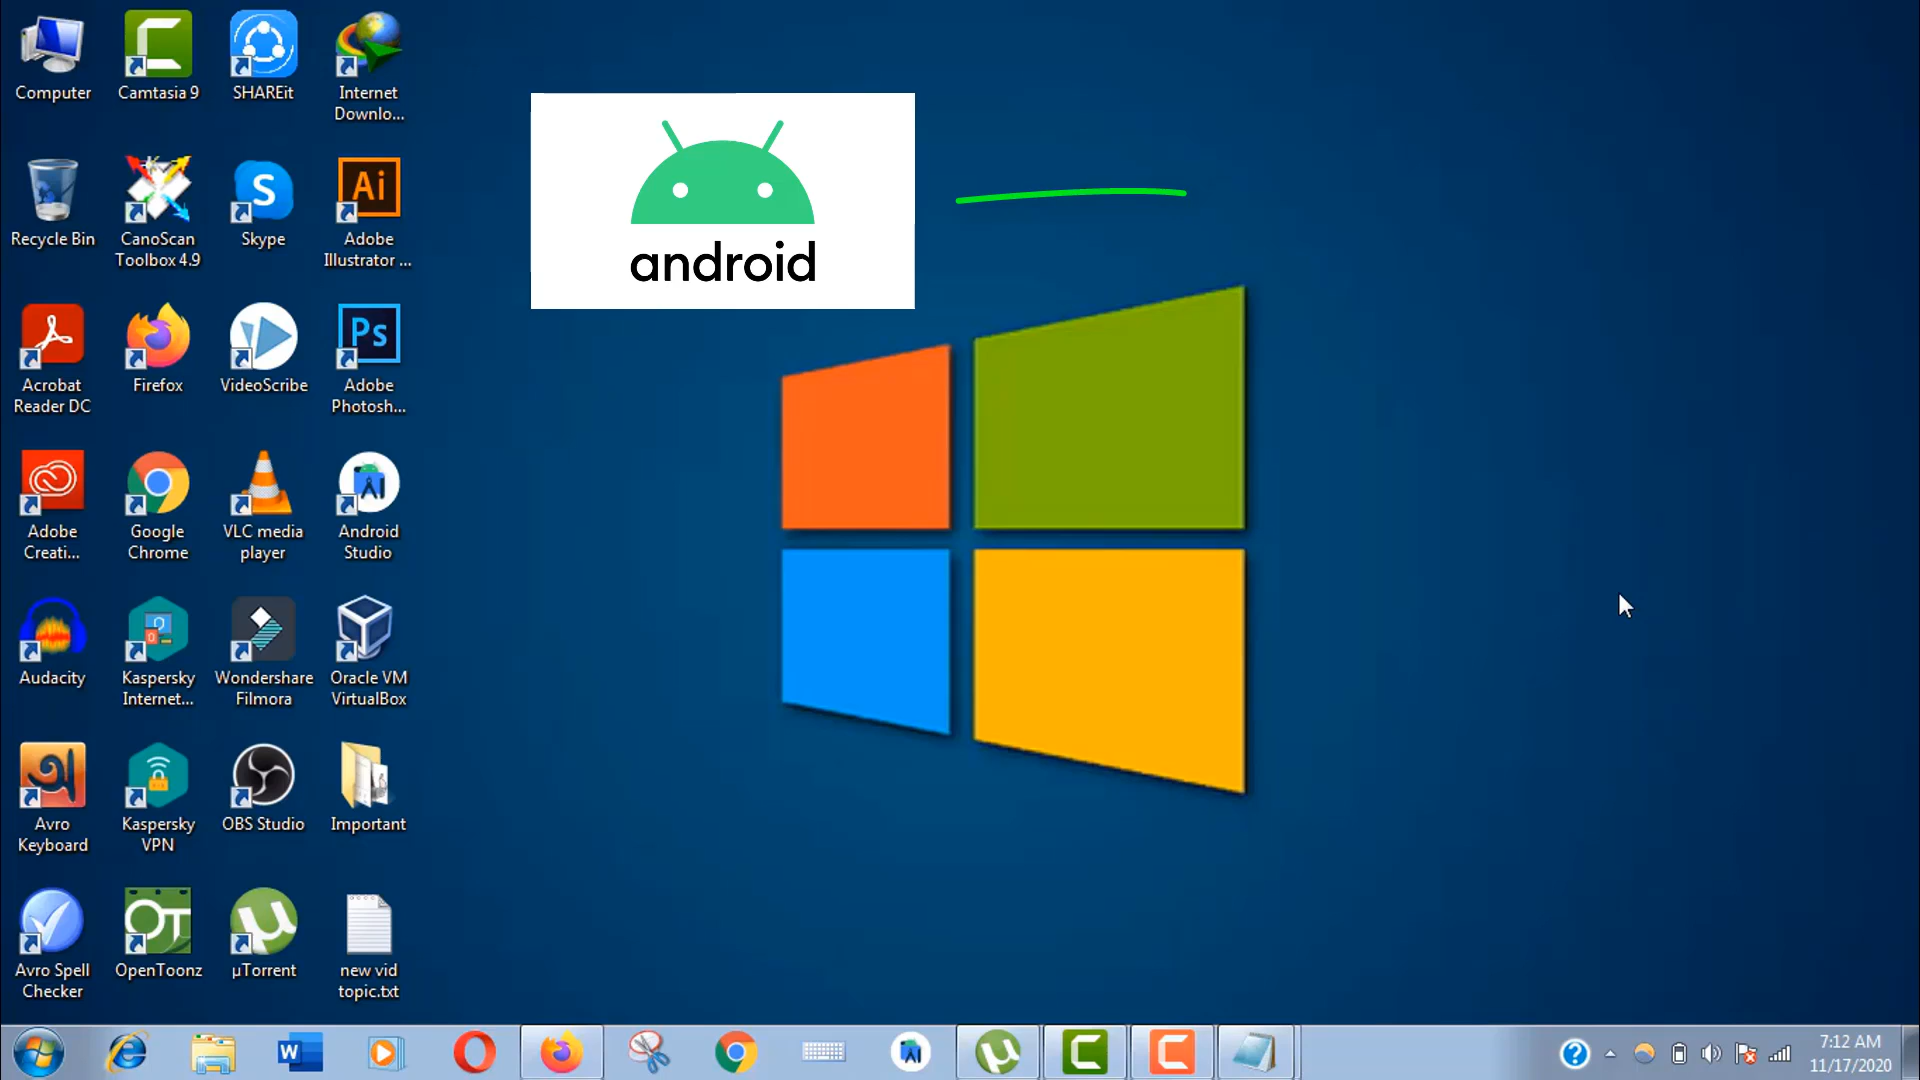 Computer
Camtasia 9
SHAREit
Internet
Downlo...
Recycle Bin
CanoScan
Toolbox 4.9
Skype
Adobe
Illustrator ...
Acrobat
Reader DC
Firefox
VideoScribe
Adobe
Photosh...
Adobe
Creati...
Google
Chrome
VLC media
player
Android
Studio
Audacity
Kaspersky
Internet...
Wondershare
Filmora
Oracle VM
VirtualBox
Avro
Keyboard
Kaspersky
VPN
OBS Studio
Important
Avro Spell
Checker
OpenToonz
µTorrent
new vid
topic.txt
android
7:12 AM
11/17/2020